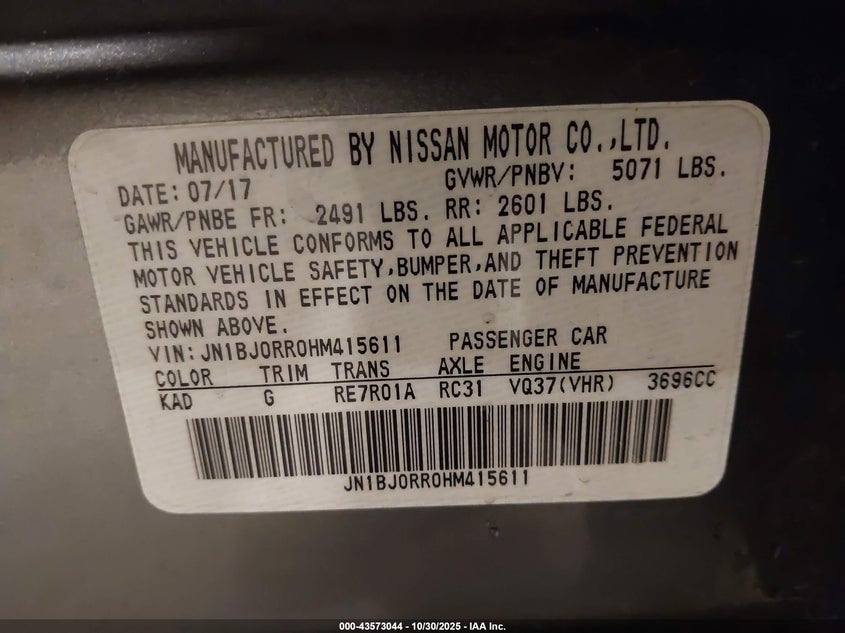 MANUFACTURED BY NISSAN MOTOR CO.,LTD.
DATE: 07/17 GVWR/PNBV: 5071 LBS.
GAWR/PNBE FR: 2491 LBS. RR: 2601 LBS.
THIS VEHICLE CONFORMS TO ALL APPLICABLE FEDERAL
MOTOR VEHICLE SAFETY,BUMPER,AND THEFT PREVENTION
STANDARDS IN EFFECT ON THE DATE OF MANUFACTURE
SHOWN ABOVE.
VIN: JN1BJ0RR0HM415611 PASSENGER CAR
COLOR TRIM TRANS AXLE ENGINE
KAD G RE7R01A RC31 VQ37(VHR) 3696CC
JN1BJ0RR0HM415611
000-43573044 - 10/30/2025 - IAA Inc.